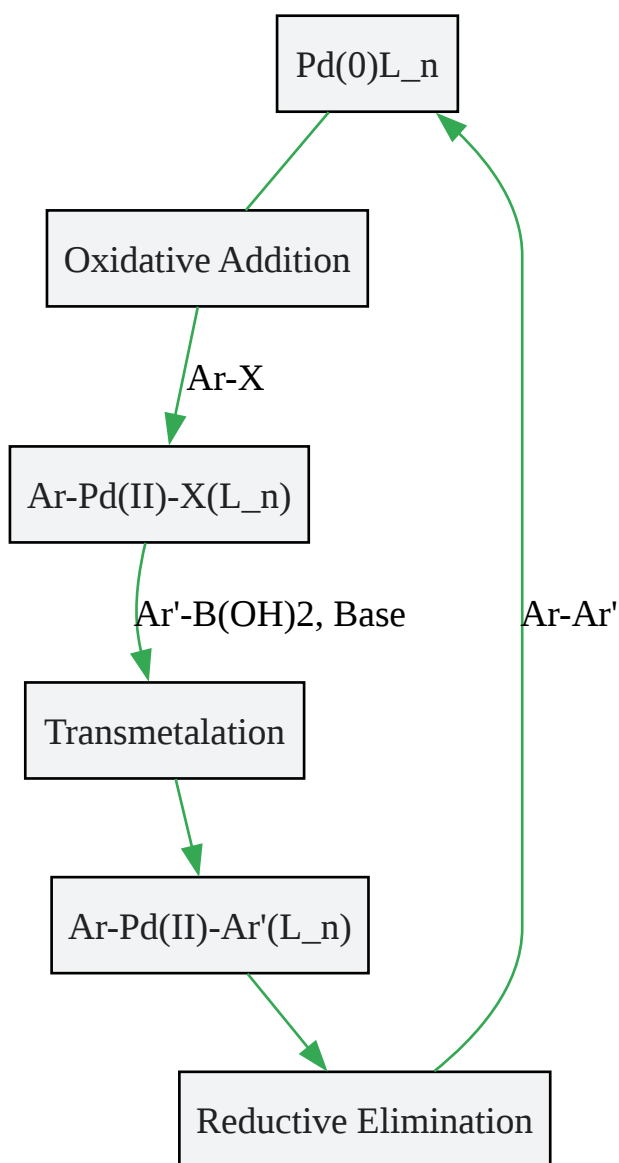 Pd(0)L_n
Oxidative Addition
Ar-X
Ar-Pd(II)-X(L_n)
Ar'-B(OH)2, Base
Ar-Ar'
Transmetalation
Ar-Pd(II)-Ar'(L_n)
Reductive Elimination